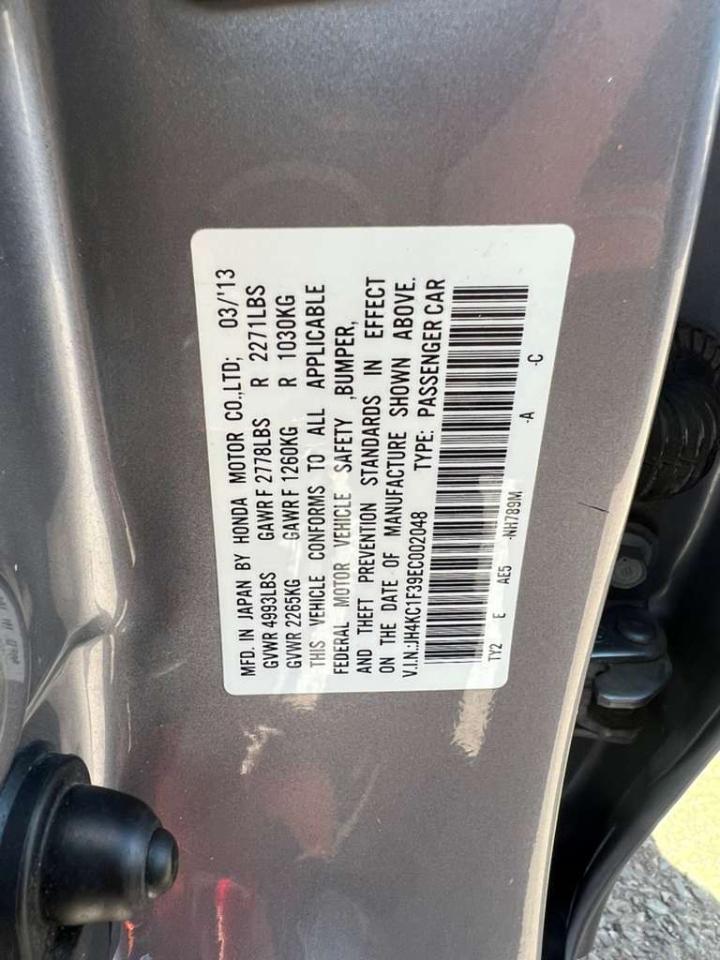 MFD. IN JAPAN BY HONDA MOTOR CO.,LTD; 03/'13
GVWR 4993LBS GAWR F 2778LBS R 2271LBS
GVWR 2265KG GAWR F 1260KG R 1030KG
THIS VEHICLE CONFORMS TO ALL APPLICABLE
FEDERAL MOTOR VEHICLE SAFETY ,BUMPER,
AND THEFT PREVENTION STANDARDS IN EFFECT
ON THE DATE OF MANUFACTURE SHOWN ABOVE.
V.I.N.:JH4KC1F39EC002048 TYPE: PASSENGER CAR
TY2 E AE5 -NH789M -A -C